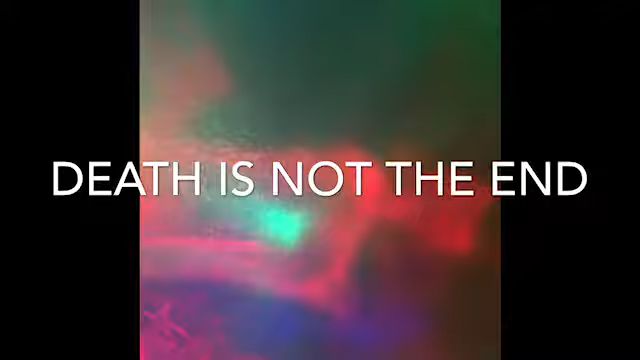 DEATH IS NOT THE END